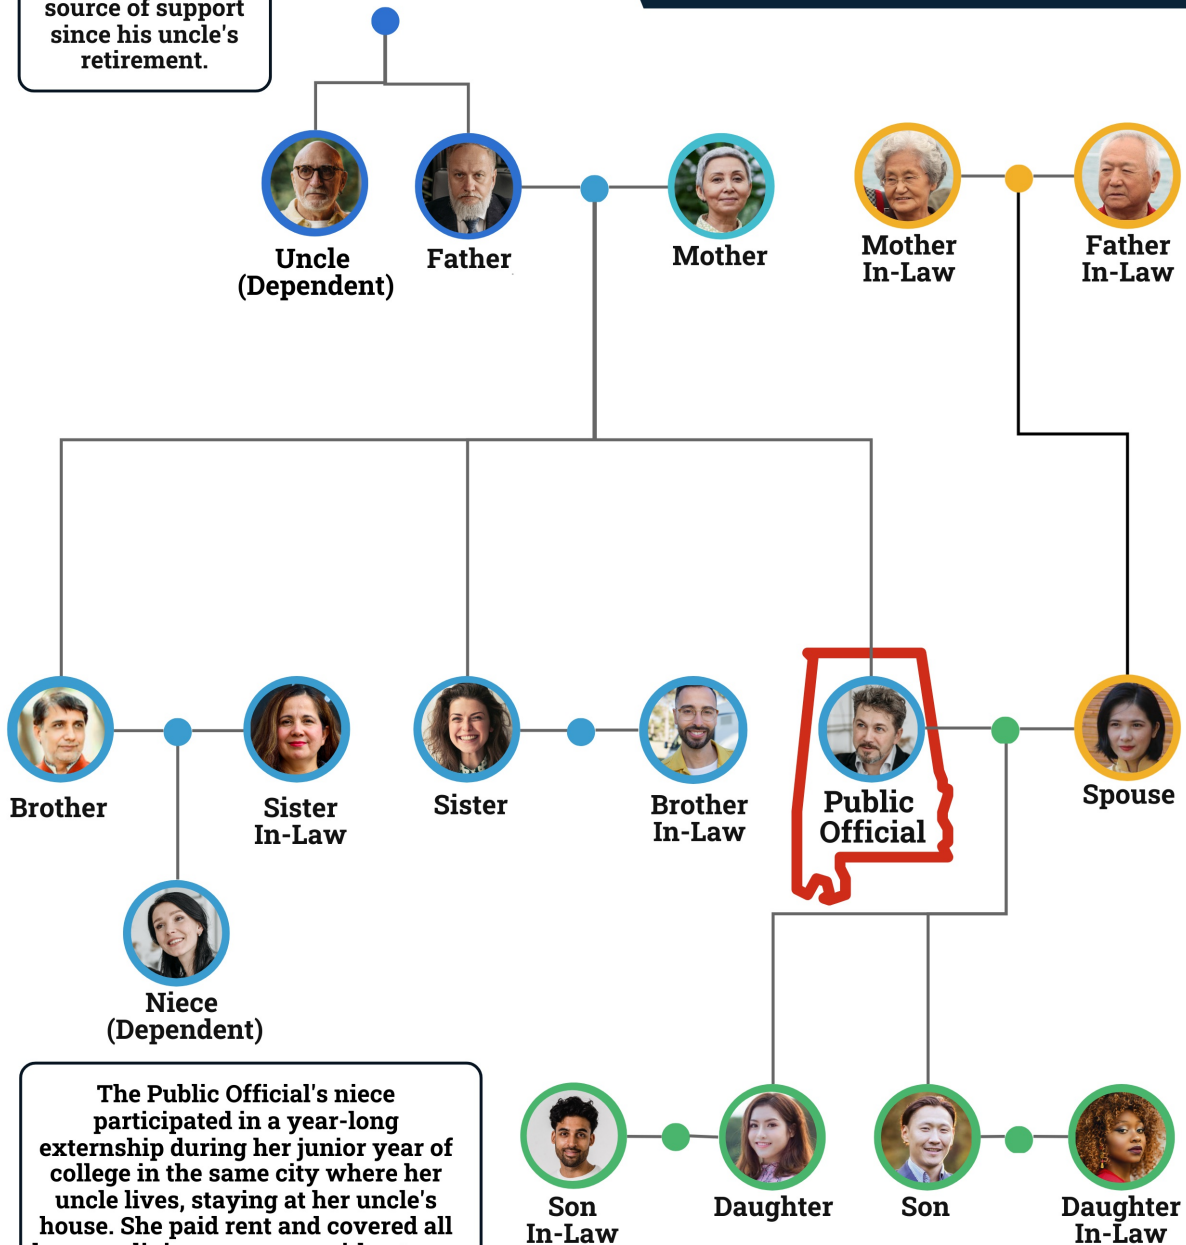 source of support
since his uncle's
retirement.
Uncle
(Dependent)
Father
Mother
Mother
In-Law
Father
In-Law
Brother
Sister
In-Law
Sister
Brother
In-Law
Public
Official
Spouse
Niece
(Dependent)
The Public Official's niece
participated in a year-long
externship during her junior year of
college in the same city where her
uncle lives, staying at her uncle's
house. She paid rent and covered all
Son
In-Law
Daughter
Son
Daughter
In-Law